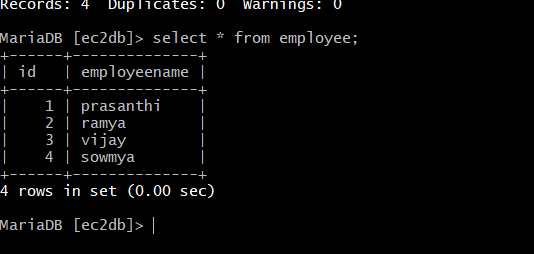 Records: 4  Duplicates: 0  Warnings: 0
MariaDB [ec2db]> select * from employee;
+------+--------------+
| id   | employeename |
+------+--------------+
|    1 | prasanthi    |
|    2 | ramya        |
|    3 | vijay        |
|    4 | sowmya       |
+------+--------------+
4 rows in set (0.00 sec)
MariaDB [ec2db]>